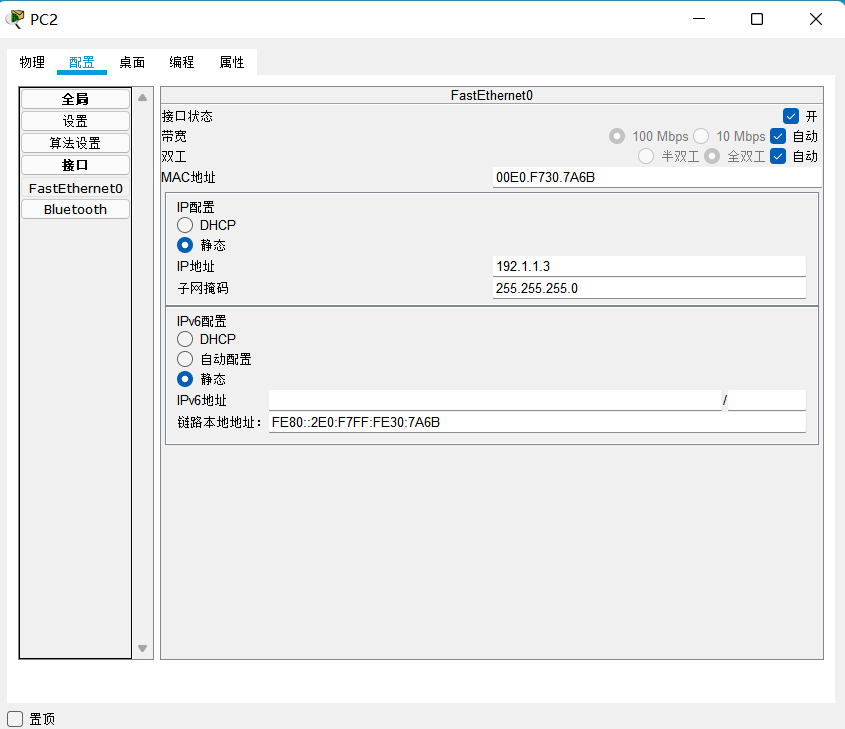 PC2
物理 配置 桌面 编程 属性
全局
设置
算法设置
接口
FastEthernet0
Bluetooth
FastEthernet0
接口状态 开
带宽 100 Mbps 10 Mbps 自动
双工 半双工 全双工 自动
MAC地址 00E0.F730.7A6B
IP配置
DHCP
静态
IP地址 192.1.1.3
子网掩码 255.255.255.0
IPv6配置
DHCP
自动配置
静态
IPv6地址 /
链路本地地址: FE80::2E0:F7FF:FE30:7A6B
置顶